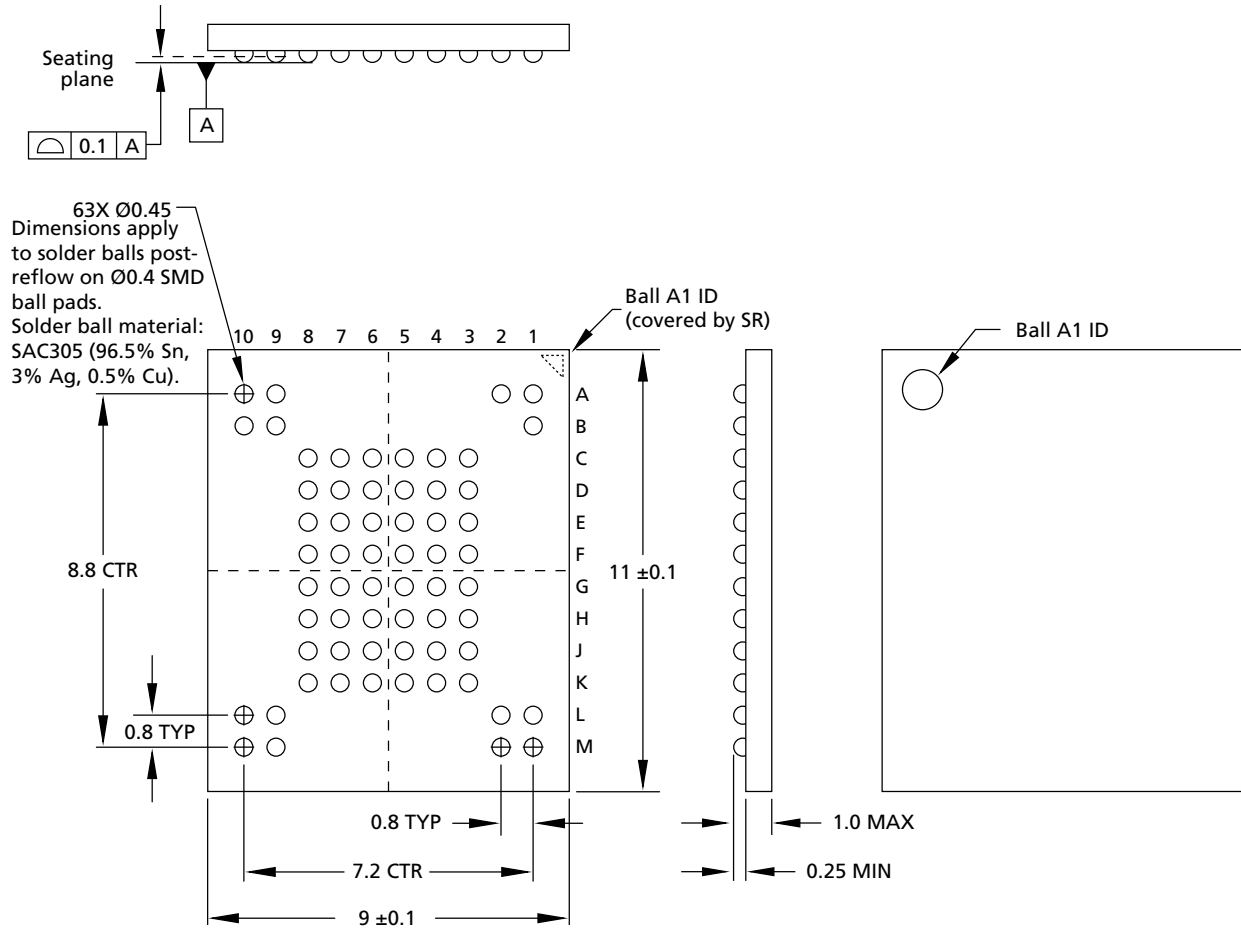 Seating
plane
A
⌓ 0.1 A
63X Ø0.45
Dimensions apply
to solder balls post-
reflow on Ø0.4 SMD
ball pads.
Solder ball material:
SAC305 (96.5% Sn,
3% Ag, 0.5% Cu).
Ball A1 ID
(covered by SR)
Ball A1 ID
10 9 8 7 6 5 4 3 2 1
A
B
C
D
E
F
G
H
J
K
L
M
8.8 CTR
11 ±0.1
0.8 TYP
0.8 TYP
1.0 MAX
7.2 CTR
0.25 MIN
9 ±0.1